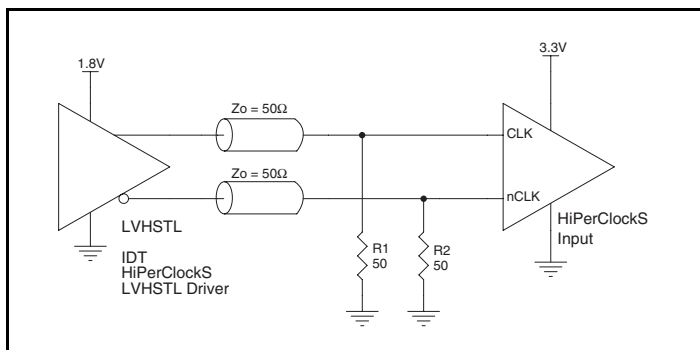 1.8V
3.3V
Zo = 50Ω
CLK
Zo = 50Ω
nCLK
LVHSTL
IDT
HiPerClockS
LVHSTL Driver
R1
50
R2
50
HiPerClockS
Input